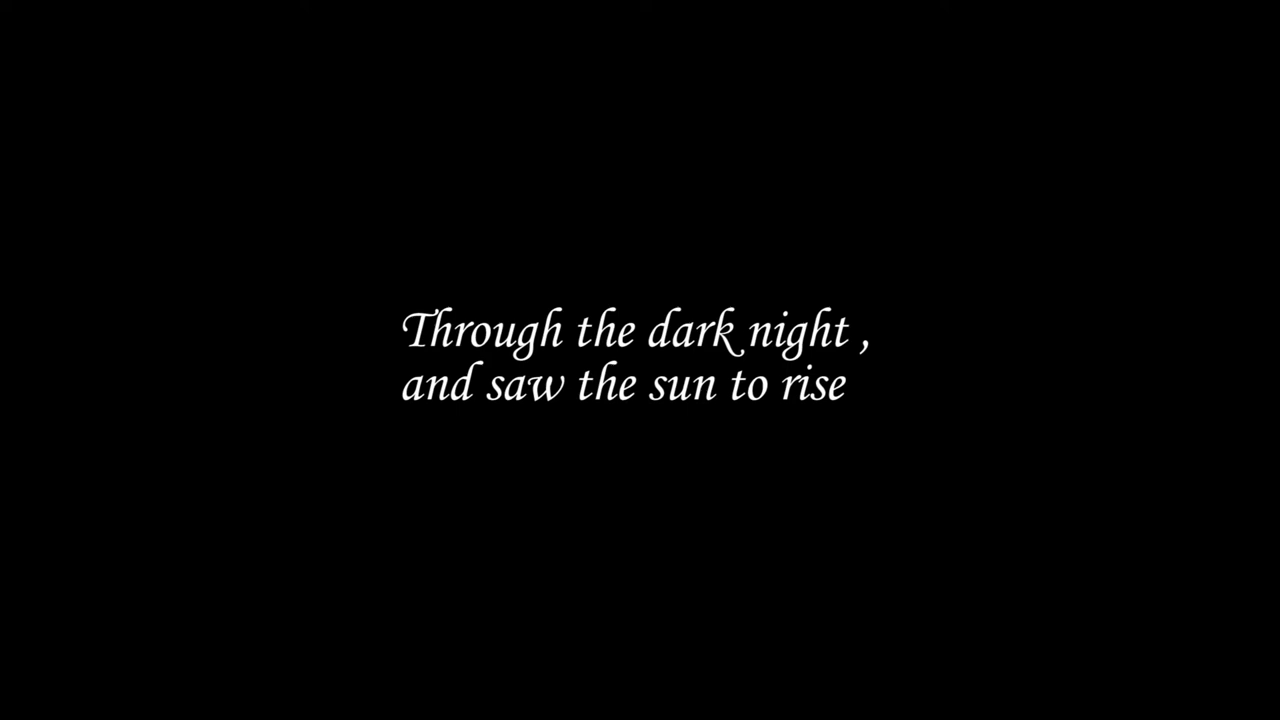 Through the dark night ,
and saw the sun to rise